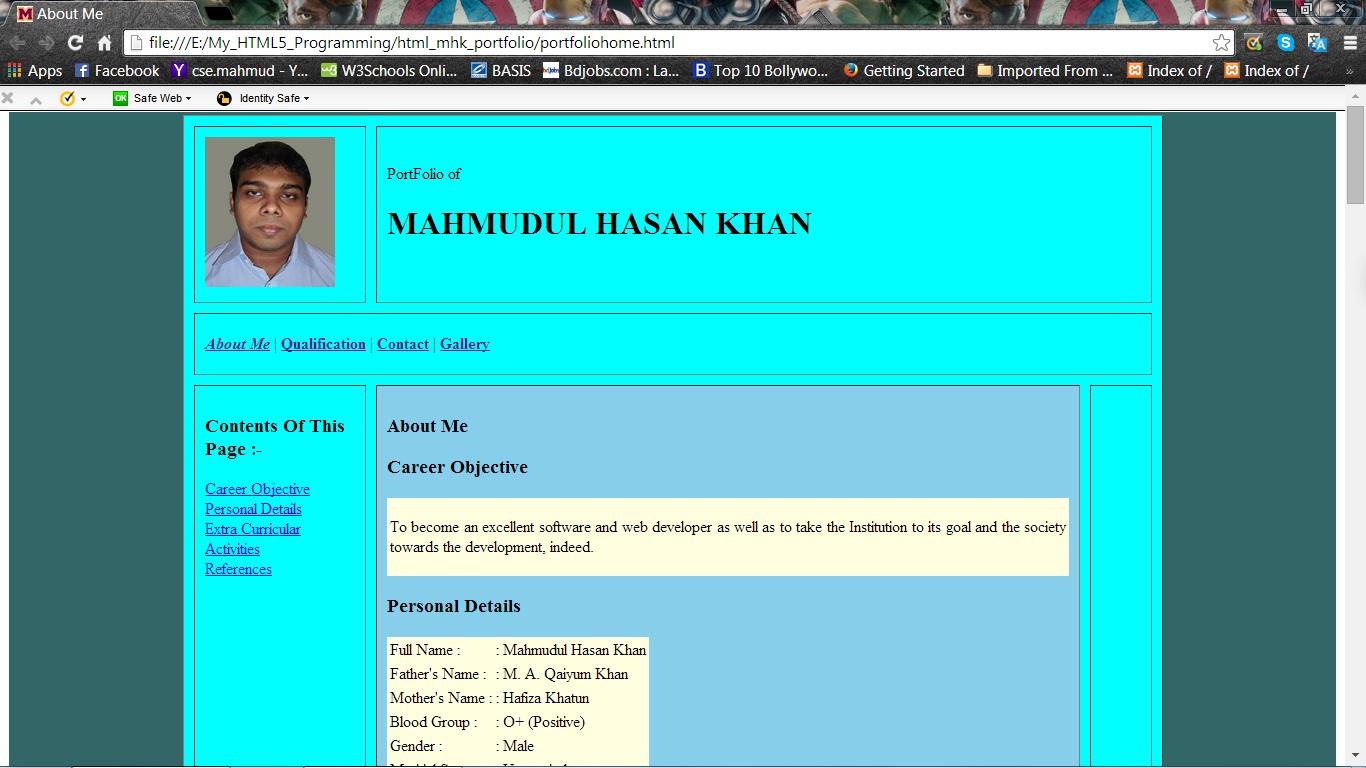 About Me
file:///E:/My_HTML5_Programming/html_mhk_portfolio/portfoliohome.html
Apps Facebook cse.mahmud - Y... W3Schools Onli... BASIS Bdjobs.com : La... Top 10 Bollywo... Getting Started Imported From ... Index of / Index of / »
OK Safe Web Identity Safe
PortFolio of
MAHMUDUL HASAN KHAN
About Me | Qualification | Contact | Gallery
Contents Of This
Page :-
Career Objective
Personal Details
Extra Curricular
Activities
References
About Me
Career Objective
To become an excellent software and web developer as well as to take the Institution to its goal and the society
towards the development, indeed.
Personal Details
Full Name : : Mahmudul Hasan Khan
Father's Name : : M. A. Qaiyum Khan
Mother's Name : : Hafiza Khatun
Blood Group : : O+ (Positive)
Gender : : Male